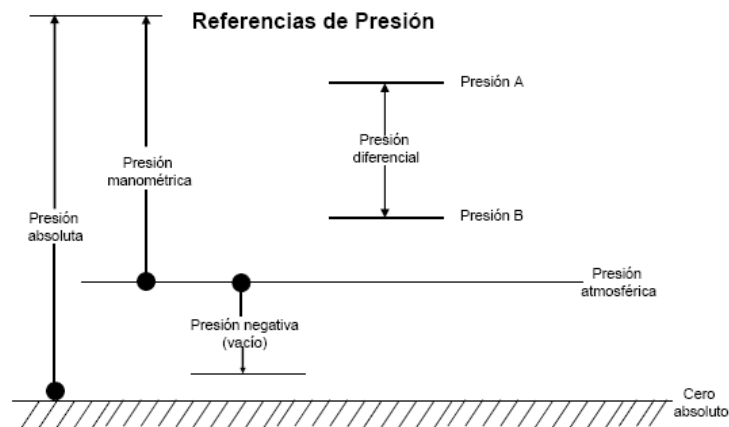 Referencias de Presión
Presión A
Presión
diferencial
Presión
manométrica
Presión
absoluta
Presión B
Presión
atmosférica
Presión negativa
(vacío)
Cero
absoluto